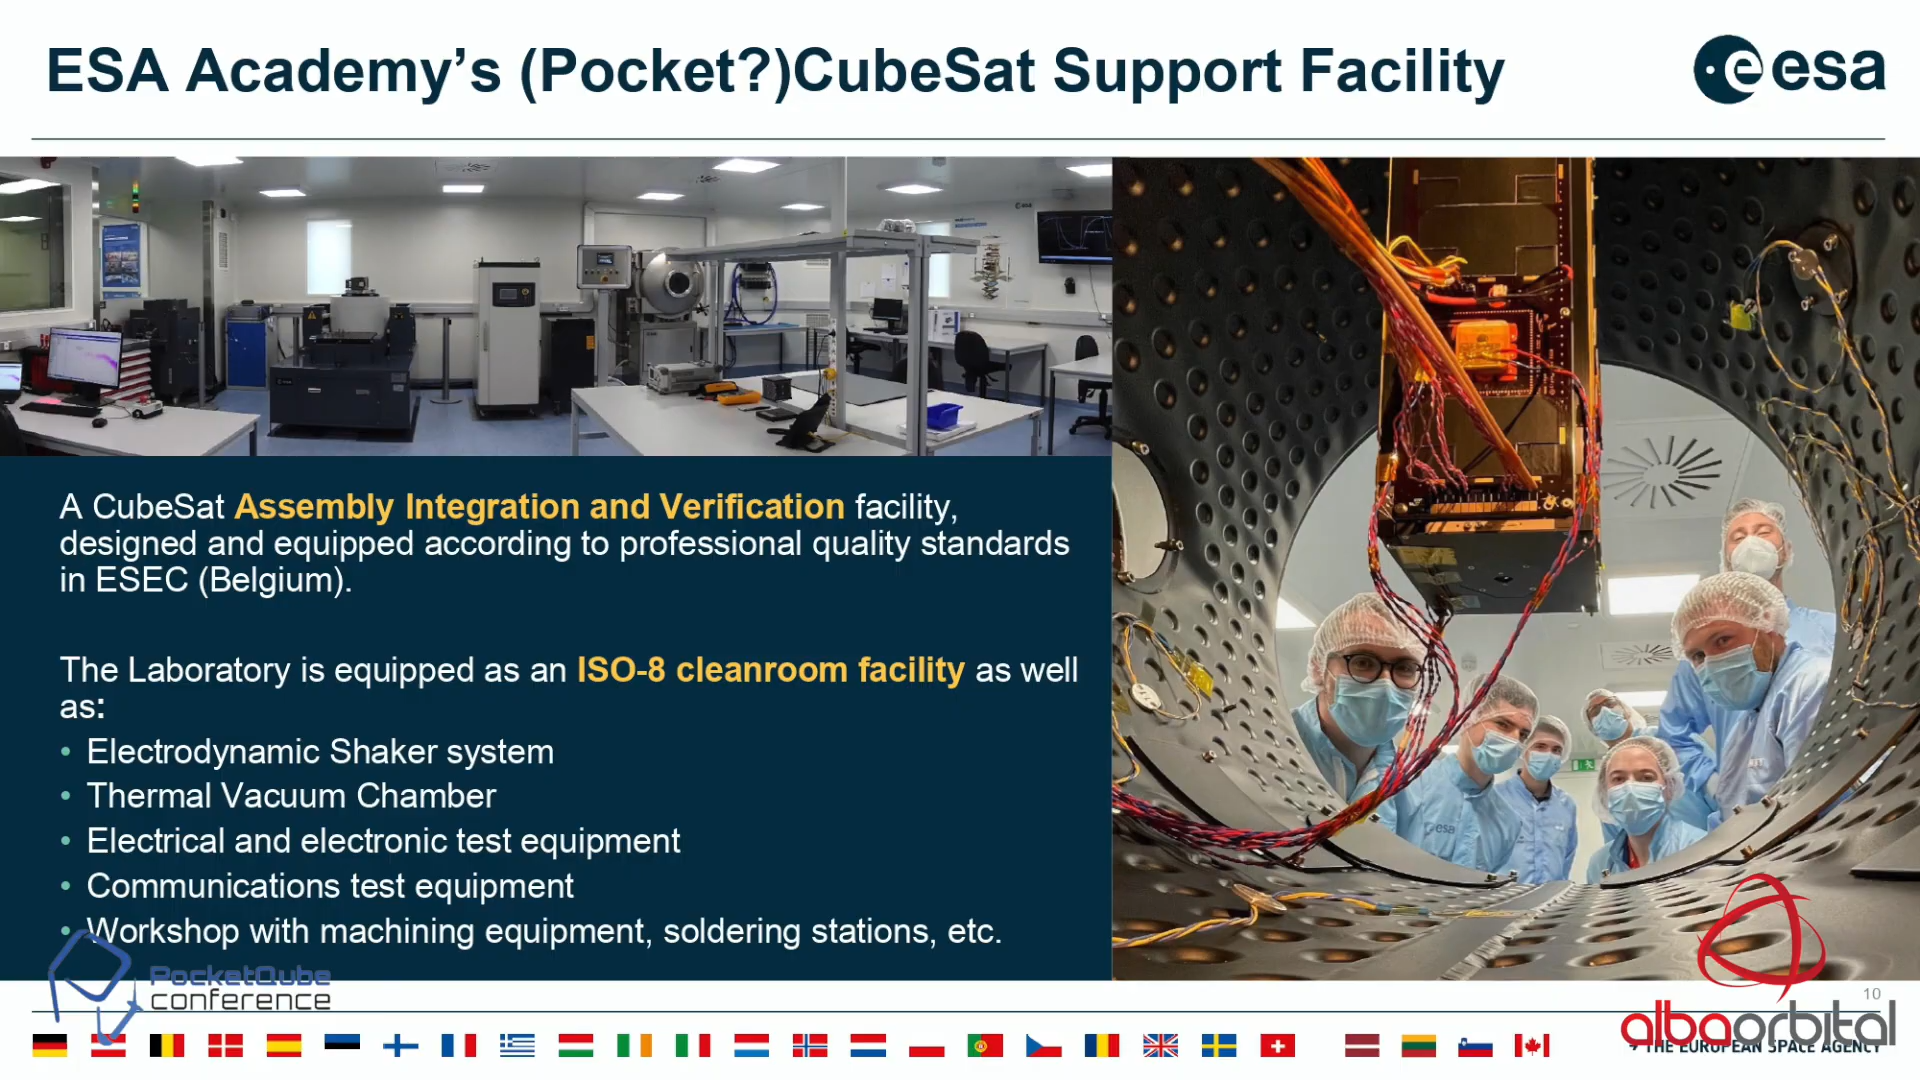 ESA Academy's (Pocket?)CubeSat Support Facility
esa
A CubeSat Assembly Integration and Verification facility,
designed and equipped according to professional quality standards
in ESEC (Belgium).
The Laboratory is equipped as an ISO-8 cleanroom facility as well
as:
• Electrodynamic Shaker system
• Thermal Vacuum Chamber
• Electrical and electronic test equipment
• Communications test equipment
• Workshop with machining equipment, soldering stations, etc.
esa
PocketQube
conference
10
albaorbital
→ THE EUROPEAN SPACE AGENCY